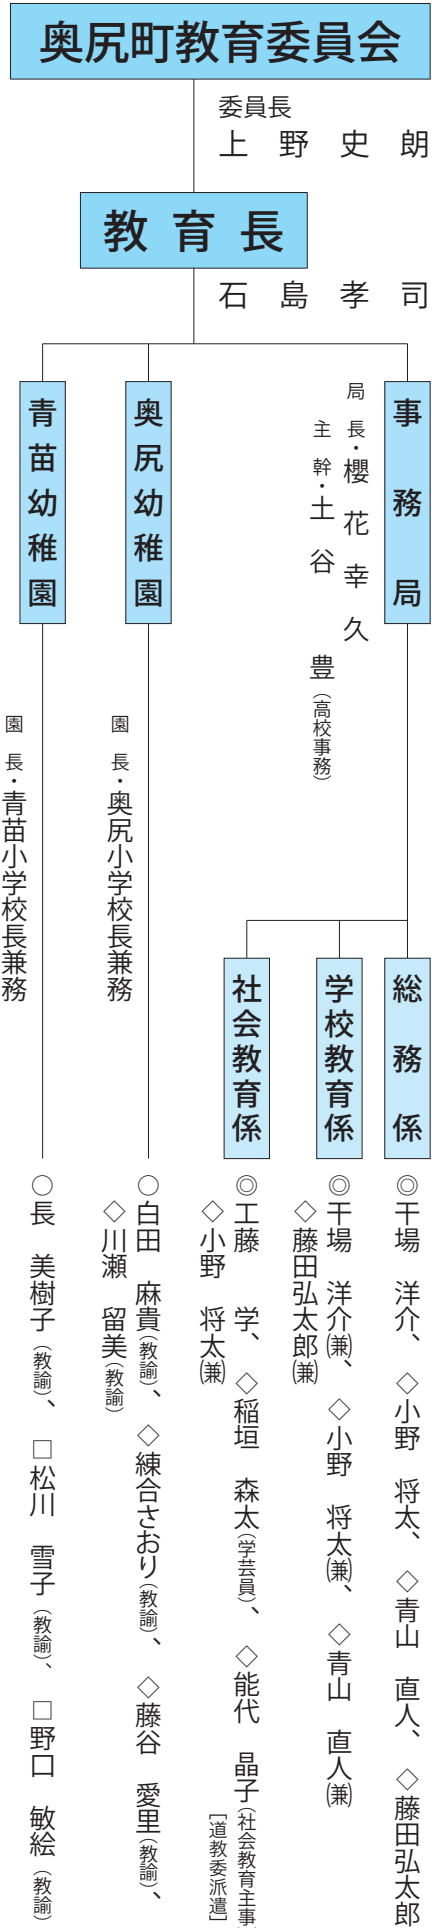 奥尻町教育委員会
委員長
上野史朗
教育長
石島孝司
事務局
局長・櫻花幸久
主幹・土谷 豊(高校事務)
総務係
◎干場 洋介、◇小野 将太、◇青山 直人、◇藤田弘太郎
学校教育係
◎干場 洋介㈱、◇小野 将太(兼)、◇青山 直人(兼)
◇藤田弘太郎(兼)
社会教育係
◎工藤 学、◇稲垣 森太(学芸員)、◇能代 晶子(社会教育主事)
[道教委派遣]
◇小野 将太(兼)
奥尻幼稚園
園長・奥尻小学校長兼務
○白田 麻貴(教諭)、◇練合さおり(教諭)、◇藤谷 愛里(教諭)、
◇川瀬 留美(教諭)
青苗幼稚園
園長・青苗小学校長兼務
○長 美樹子(教諭)、□松川 雪子(教諭)、□野口 敏絵(教諭)